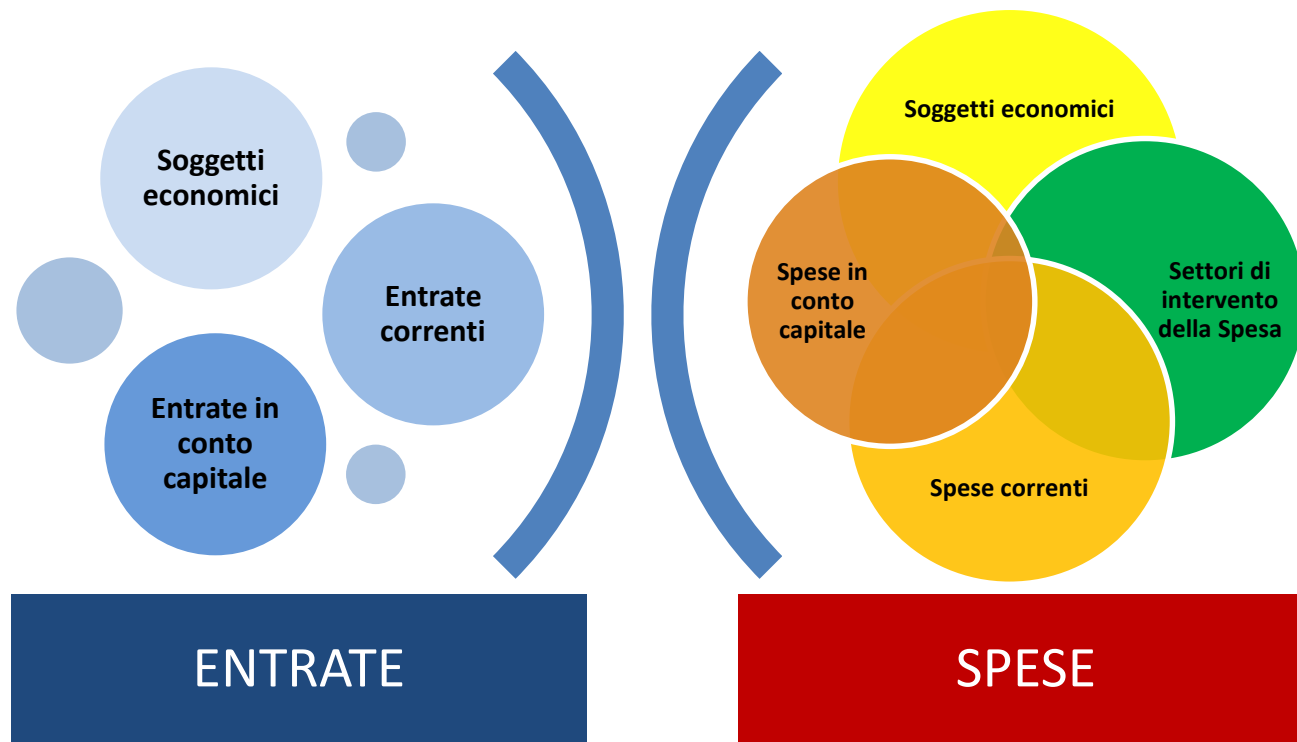 Soggetti
economici
Entrate
correnti
Entrate in
conto
capitale
ENTRATE
Soggetti economici
Spese in
conto
capitale
Settori di
intervento
della Spesa
Spese correnti
SPESE